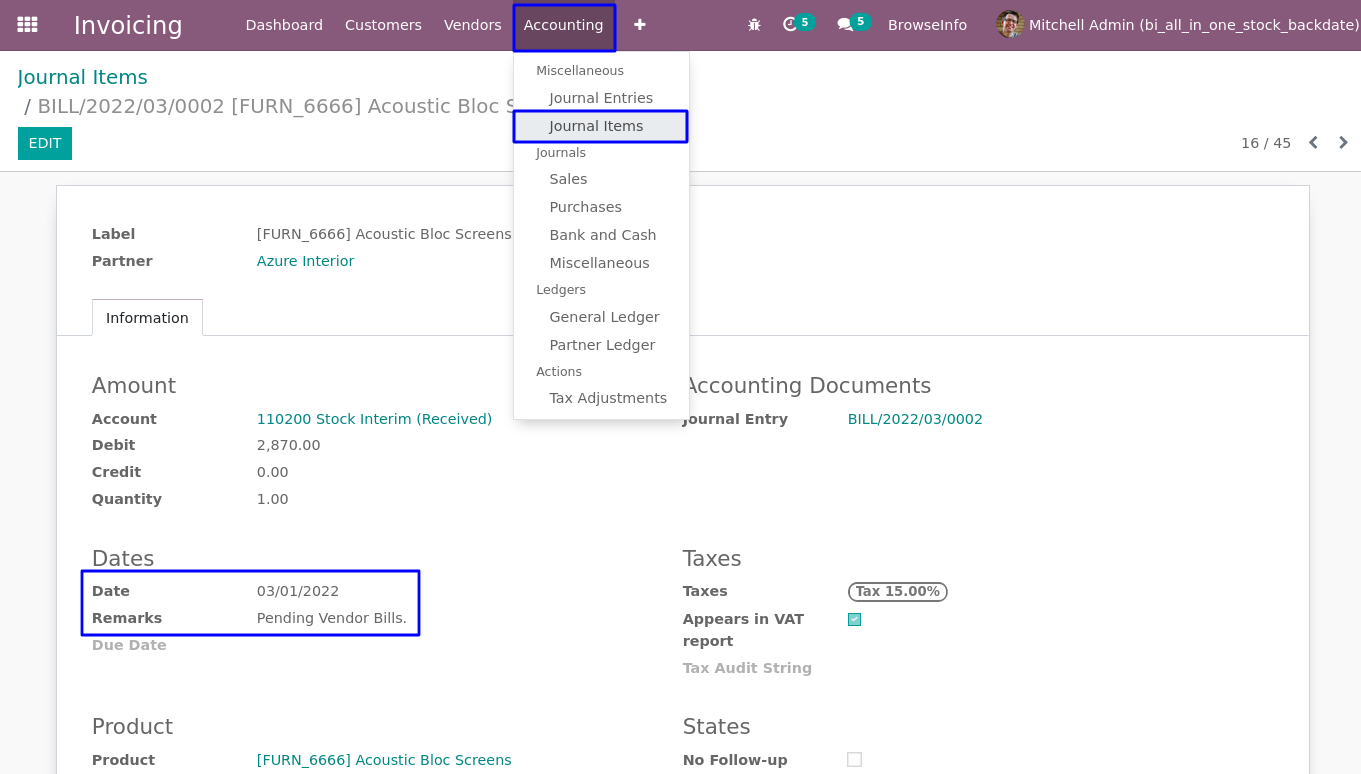 Invoicing Dashboard Customers Vendors Accounting 5 5 BrowseInfo Mitchell Admin (bi_all_in_one_stock_backdate)
Journal Items
/ BILL/2022/03/0002 [FURN_6666] Acoustic Bloc S
EDIT
16 / 45
Miscellaneous
Journal Entries
Journal Items
Journals
Sales
Purchases
Bank and Cash
Miscellaneous
Ledgers
General Ledger
Partner Ledger
Actions
Tax Adjustments
Label [FURN_6666] Acoustic Bloc Screens
Partner Azure Interior
Information
Amount
Account 110200 Stock Interim (Received)
Debit 2,870.00
Credit 0.00
Quantity 1.00
Accounting Documents
Journal Entry BILL/2022/03/0002
Dates
Date 03/01/2022
Remarks Pending Vendor Bills.
Due Date
Taxes
Taxes Tax 15.00%
Appears in VAT
report
Tax Audit String
Product
Product [FURN_6666] Acoustic Bloc Screens
States
No Follow-up